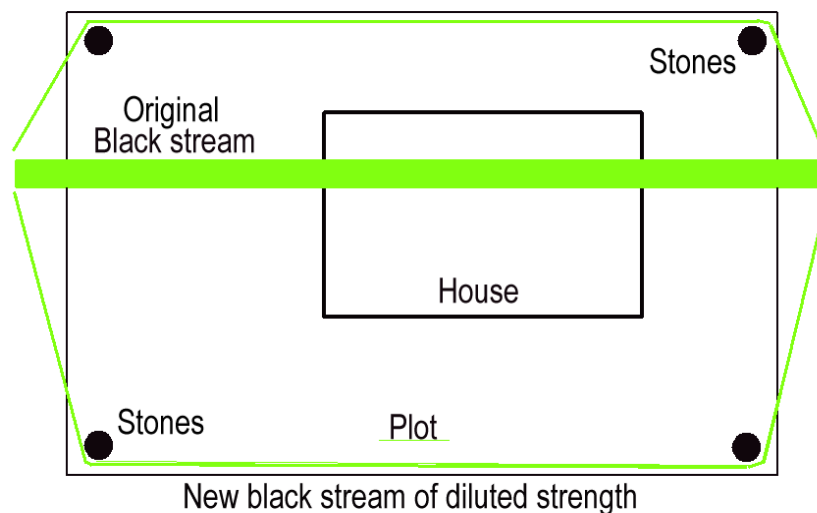 Stones
Original
Black stream
House
Stones
Plot
New black stream of diluted strength